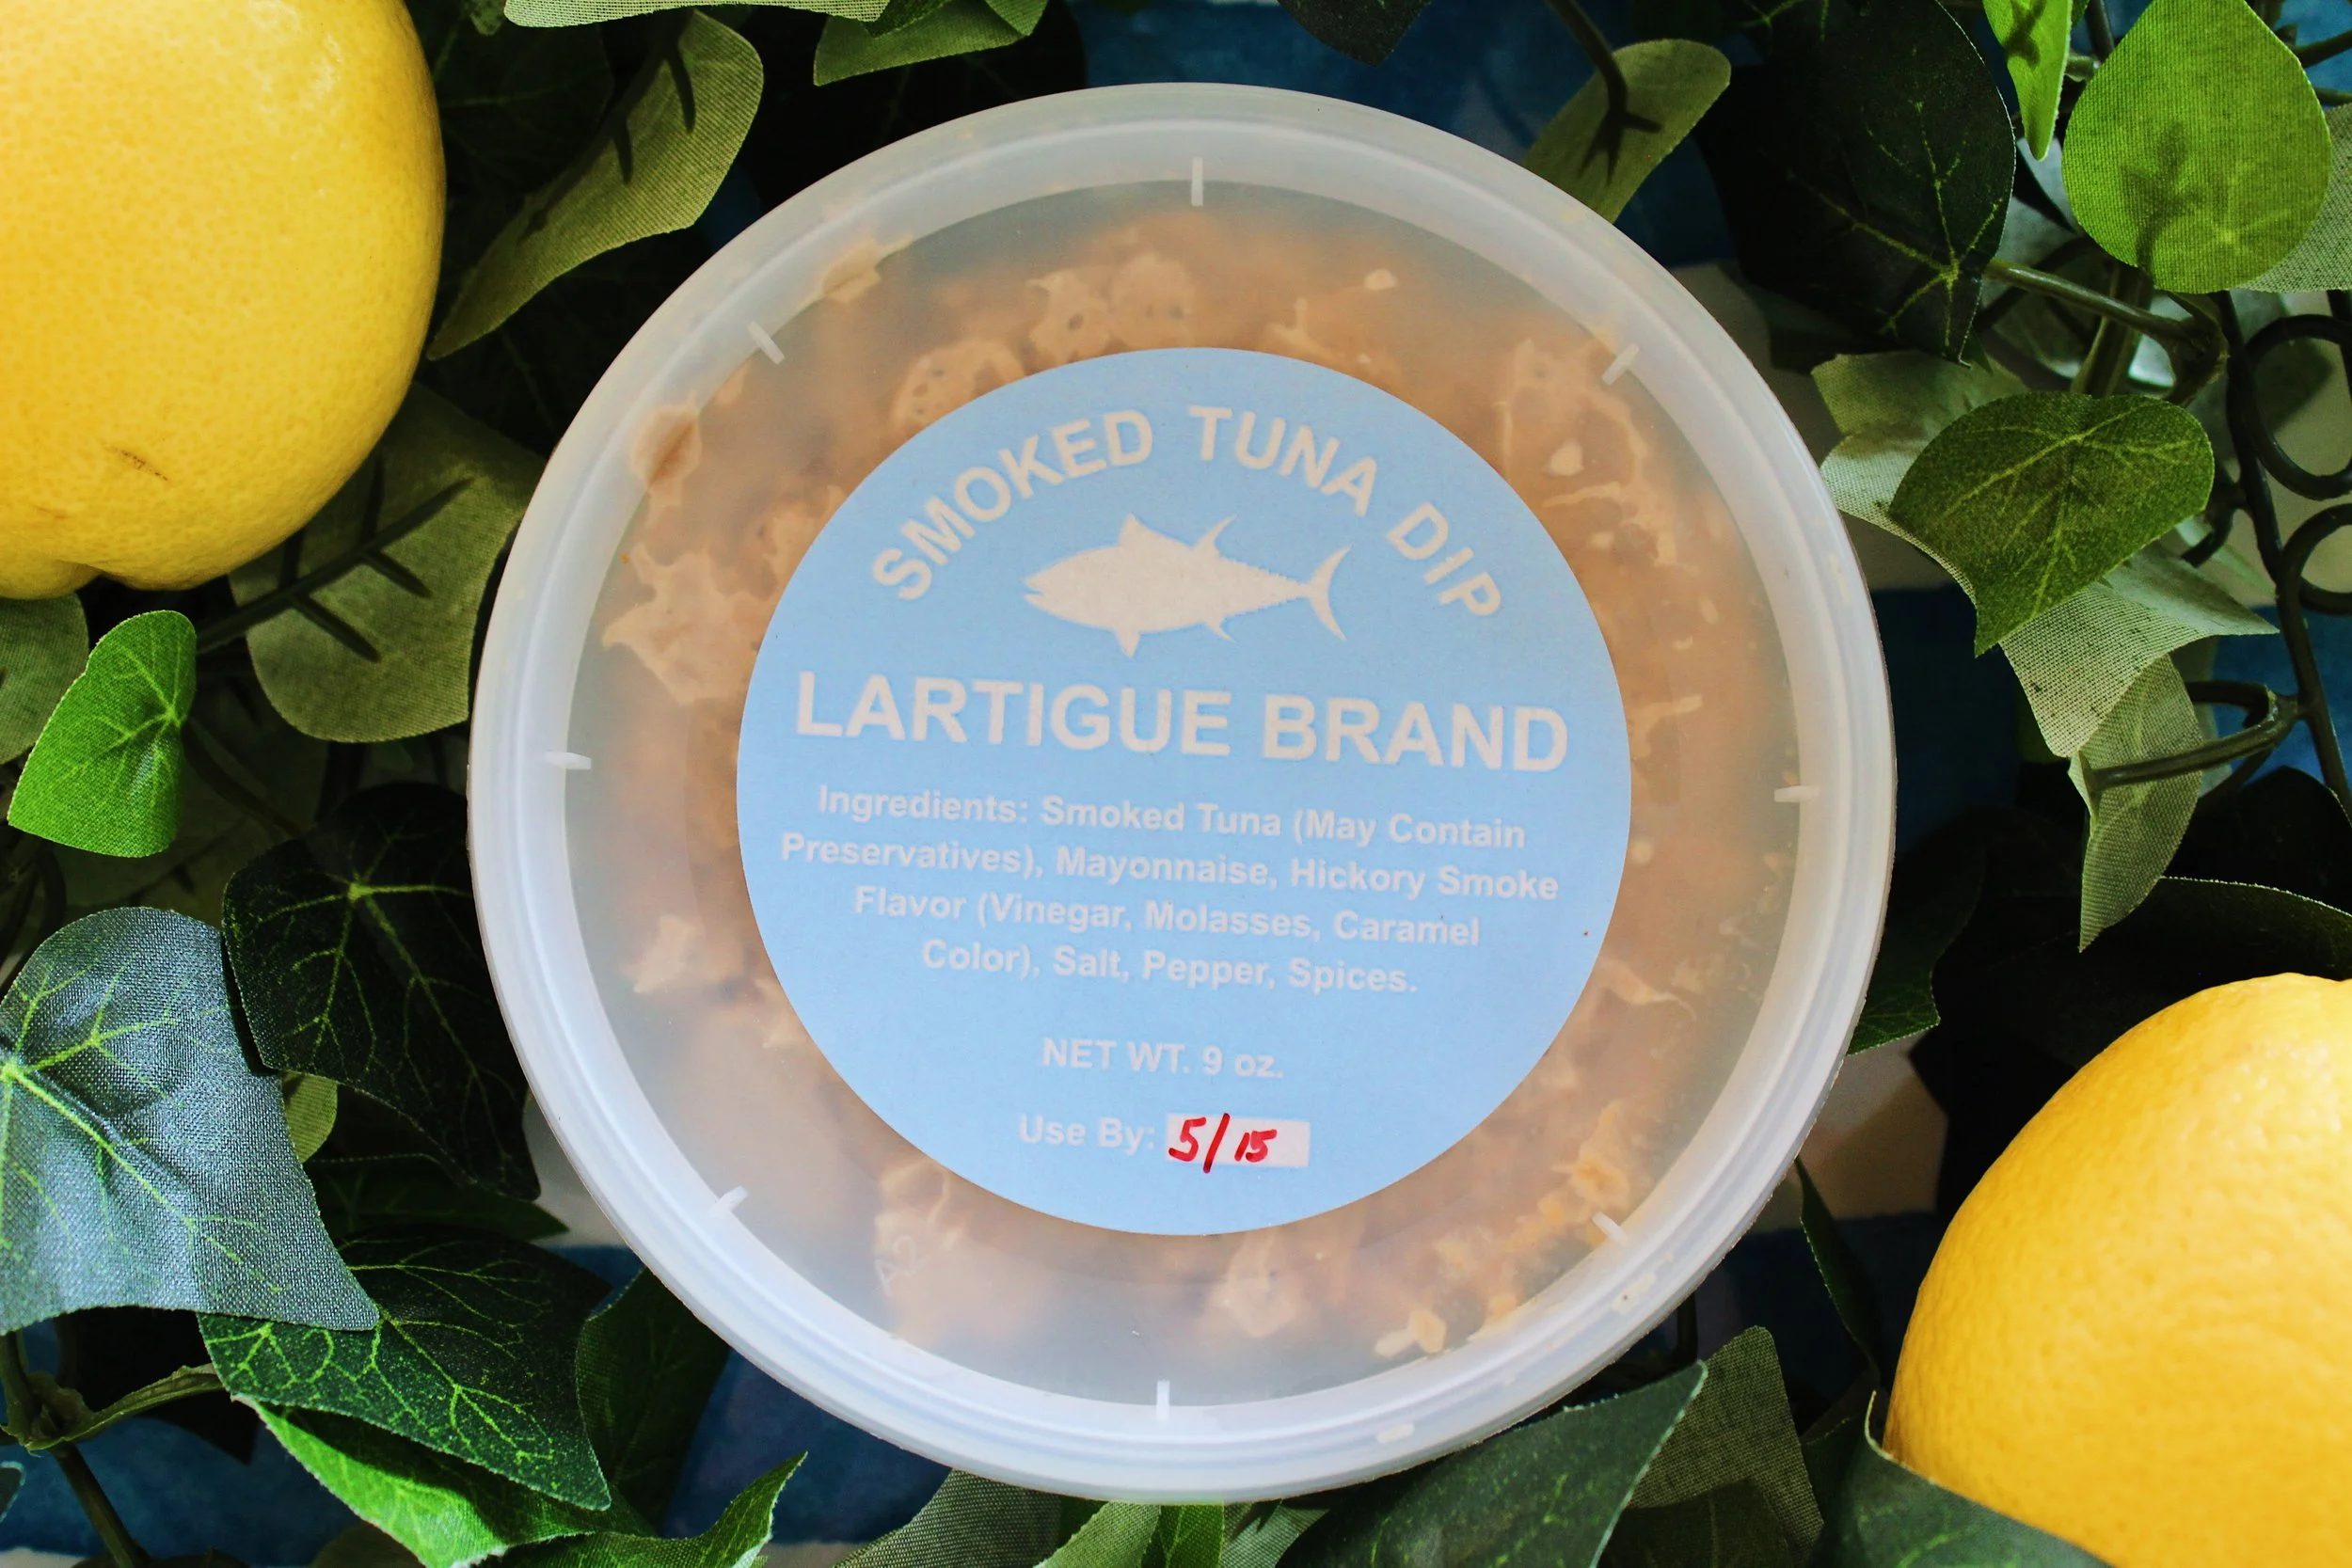 SMOKED TUNA DIP
LARTIGUE BRAND
Ingredients: Smoked Tuna (May Contain
Preservatives), Mayonnaise, Hickory Smoke
Flavor (Vinegar, Molasses, Caramel
Color), Salt, Pepper, Spices.
NET WT. 9 oz.
Use By: 5/15